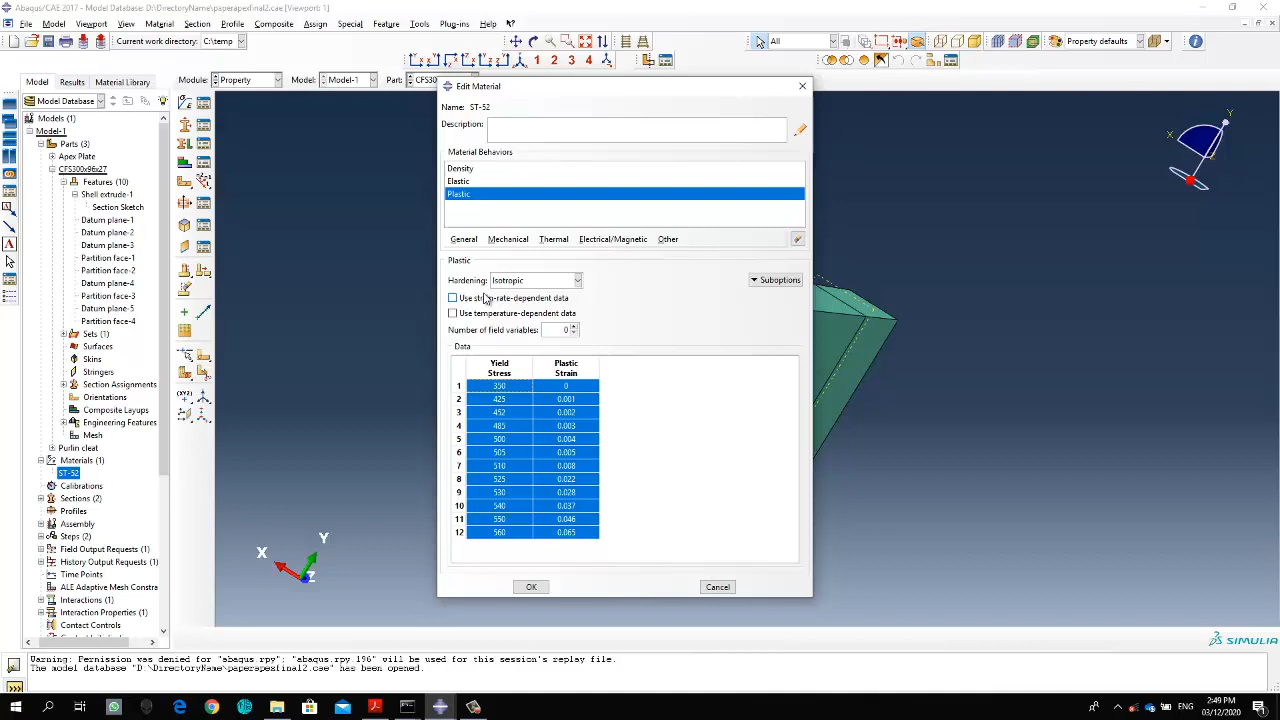 Abaqus/CAE 2017 - Model Database: D:\DirectoryName\paperapexfinal2.cae [Viewport: 1]
File Model Viewport View Material Section Profile Composite Assign Special Feature Tools Plug-ins Help
Current work directory: C:\temp
All
Property defaults
1 2 3 4
Model Results Material Library
Module: Property Model: Model-1 Part: CFS300
Model Database
Models (1)
Model-1
Parts (3)
Apex Plate
CFS300x96x27
Features (10)
Shell extrude-1
Section Sketch
Datum plane-1
Datum plane-2
Datum plane-3
Partition face-1
Partition face-2
Datum plane-4
Partition face-3
Datum plane-5
Partition face-4
Sets (1)
Surfaces
Skins
Stringers
Section Assignments
Orientations
Composite Layups
Engineering Features
Mesh
Purlin cleat
Materials (1)
ST-52
Calibrations
Sections (2)
Profiles
Assembly
Steps (2)
Field Output Requests (1)
History Output Requests (1)
Time Points
ALE Adaptive Mesh Constra
Interactions (1)
Interaction Properties (1)
Contact Controls
Edit Material
Name: ST-52
Description:
Material Behaviors
Density
Elastic
Plastic
General Mechanical Thermal Electrical/Magnetic Other
Plastic
Hardening: Isotropic
Suboptions
Use strain-rate-dependent data
Use temperature-dependent data
Number of field variables: 0
Data
Yield Stress Plastic Strain
1 350 0
2 425 0.001
3 452 0.002
4 485 0.003
5 500 0.004
6 505 0.005
7 510 0.008
8 525 0.022
9 530 0.028
10 540 0.037
11 550 0.046
12 560 0.065
OK Cancel
Y
X
X Y Z
SIMULIA
Warning: Permission was denied for "abaqus.rpy"; "abaqus.rpy.196" will be used for this session's replay file.
The model database "D:\DirectoryName\paperapexfinal2.cae" has been opened.
ENG
2:49 PM
03/12/2020